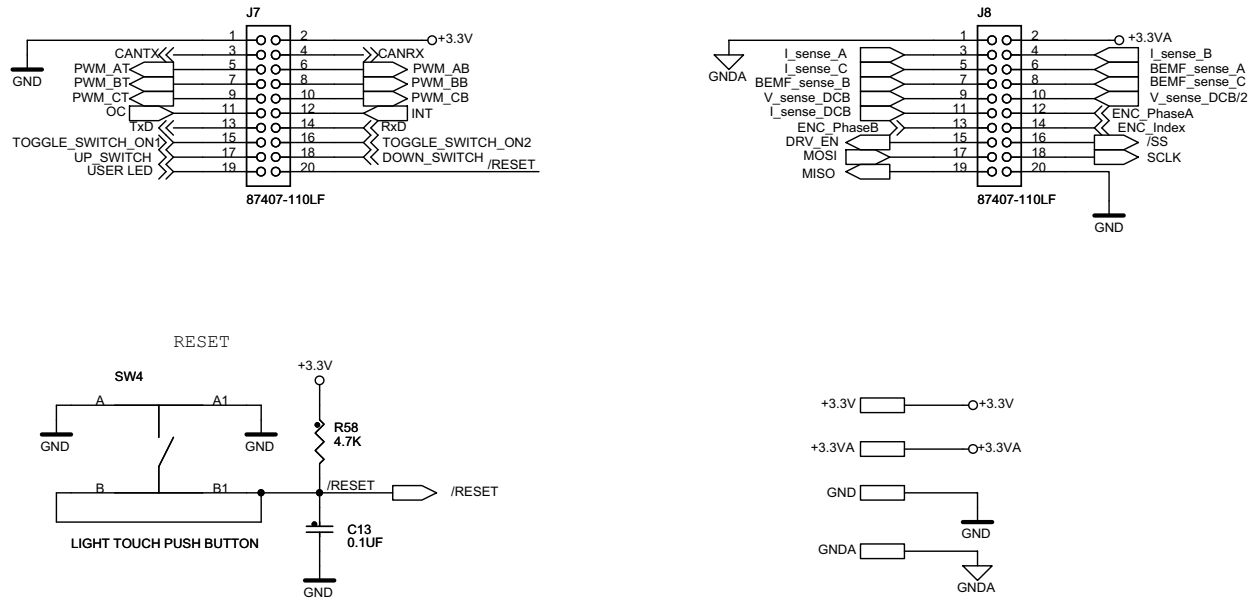 J7
1 2 +3.3V
GND
CANTX 3 4 CANRX
PWM_AT 5 6 PWM_AB
PWM_BT 7 8 PWM_BB
PWM_CT 9 10 PWM_CB
OC 11 12 INT
TxD 13 14 RxD
TOGGLE_SWITCH_ON1 15 16 TOGGLE_SWITCH_ON2
UP_SWITCH 17 18 DOWN_SWITCH
USER LED 19 20 /RESET
87407-110LF
J8
1 2 +3.3VA
GNDA
I_sense_A 3 4 I_sense_B
I_sense_C 5 6 BEMF_sense_A
BEMF_sense_B 7 8 BEMF_sense_C
V_sense_DCB 9 10 V_sense_DCB/2
I_sense_DCB 11 12 ENC_PhaseA
ENC_PhaseB 13 14 ENC_Index
DRV_EN 15 16 /SS
MOSI 17 18 SCLK
MISO 19 20
87407-110LF
GND
RESET
SW4
A A1
GND GND
B B1
LIGHT TOUCH PUSH BUTTON
+3.3V
R58
4.7K
/RESET /RESET
C13
0.1UF
GND
+3.3V +3.3V
+3.3VA +3.3VA
GND
GND
GNDA
GNDA